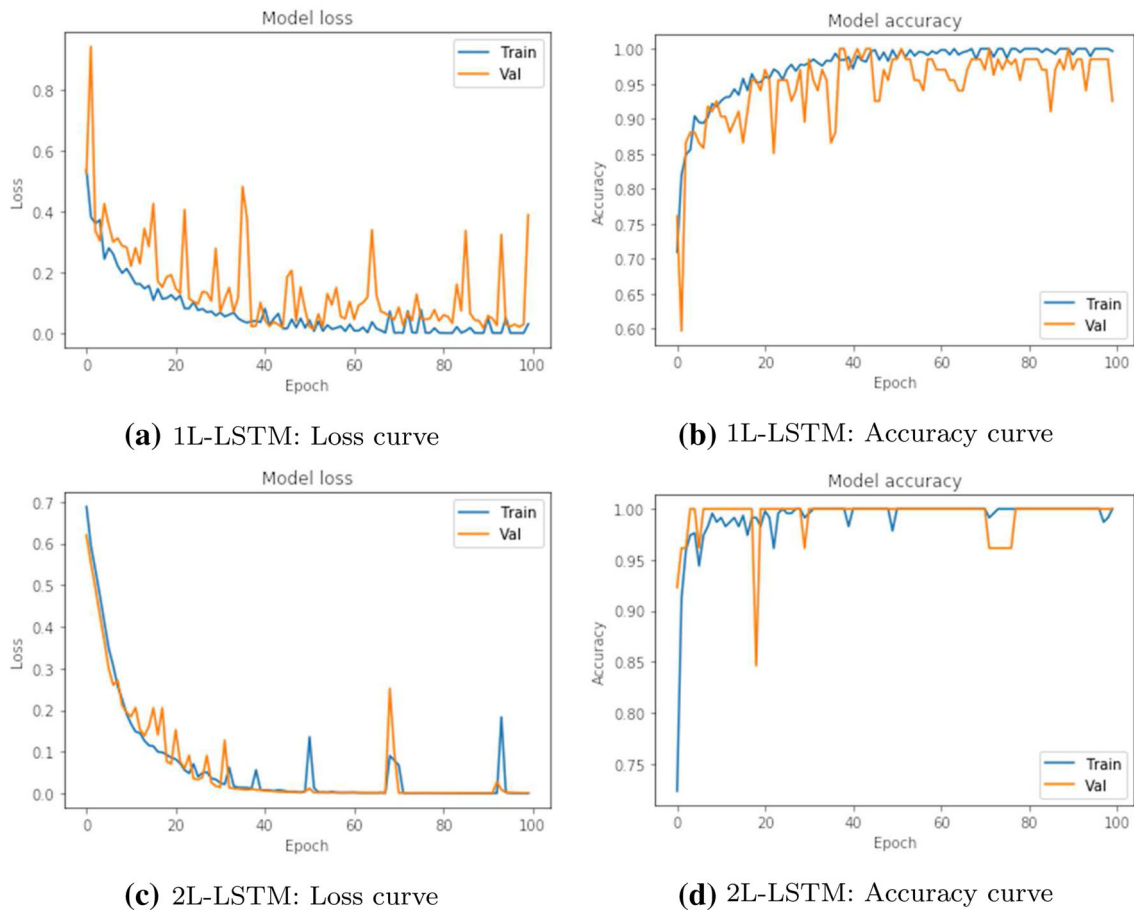 Model loss
Train
Val
0.8
0.6
0.4
0.2
0.0
Loss
0 20 40 60 80 100
Epoch
(a) 1L-LSTM: Loss curve
Model accuracy
1.00
0.95
0.90
0.85
0.80
0.75
0.70
0.65
0.60
Accuracy
Train
Val
0 20 40 60 80 100
Epoch
(b) 1L-LSTM: Accuracy curve
Model loss
0.7
0.6
0.5
0.4
0.3
0.2
0.1
0.0
Loss
Train
Val
0 20 40 60 80 100
Epoch
(c) 2L-LSTM: Loss curve
Model accuracy
1.00
0.95
0.90
0.85
0.80
0.75
Accuracy
Train
Val
0 20 40 60 80 100
Epoch
(d) 2L-LSTM: Accuracy curve